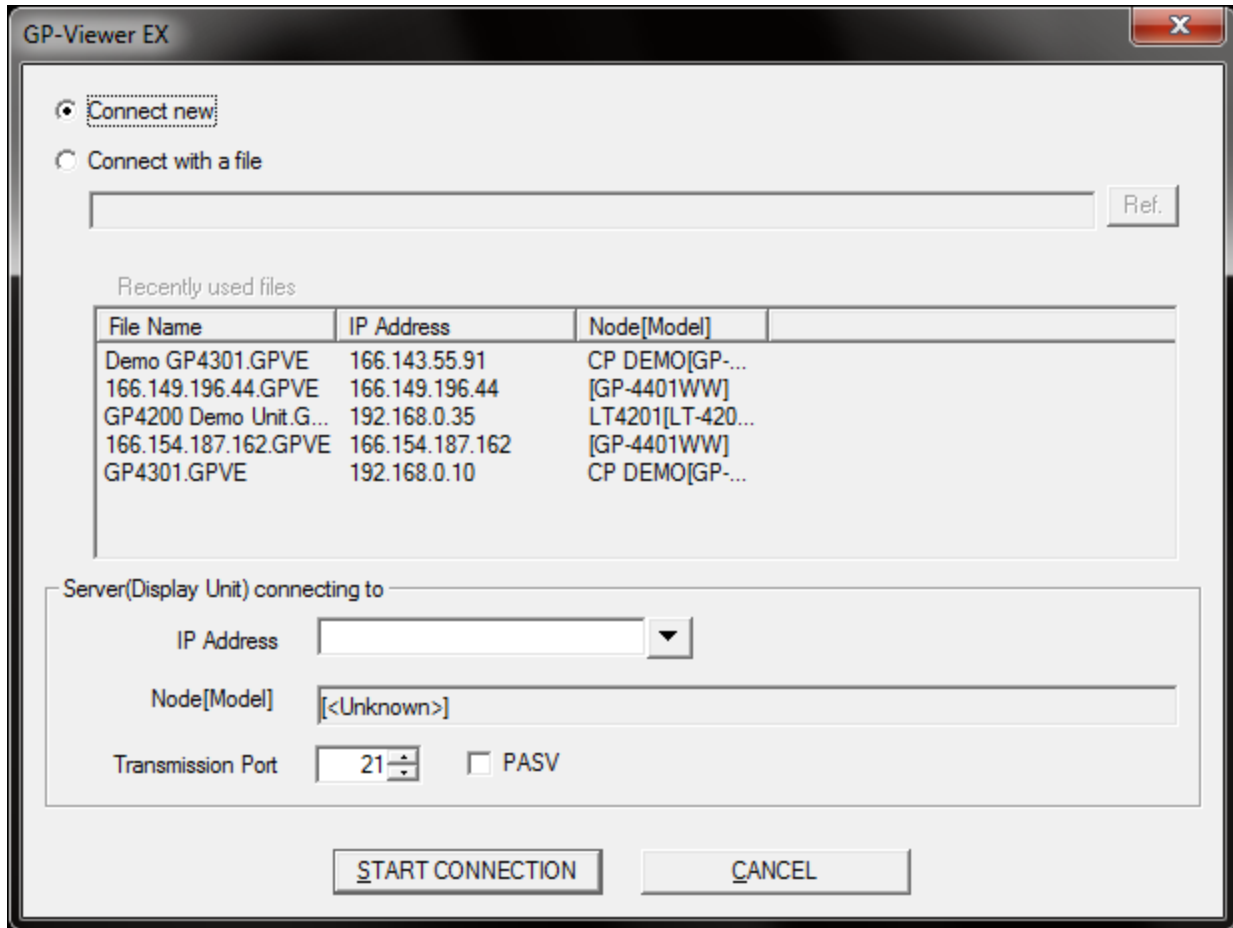 GP-Viewer EX
Connect new
Connect with a file
Ref.
Recently used files
File Name IP Address Node[Model]
Demo GP4301.GPVE 166.143.55.91 CP DEMO[GP-...
166.149.196.44.GPVE 166.149.196.44 [GP-4401WW]
GP4200 Demo Unit.G... 192.168.0.35 LT4201[LT-420...
166.154.187.162.GPVE 166.154.187.162 [GP-4401WW]
GP4301.GPVE 192.168.0.10 CP DEMO[GP-...
Server(Display Unit) connecting to
IP Address
Node[Model] [<Unknown>]
Transmission Port 21 PASV
START CONNECTION CANCEL